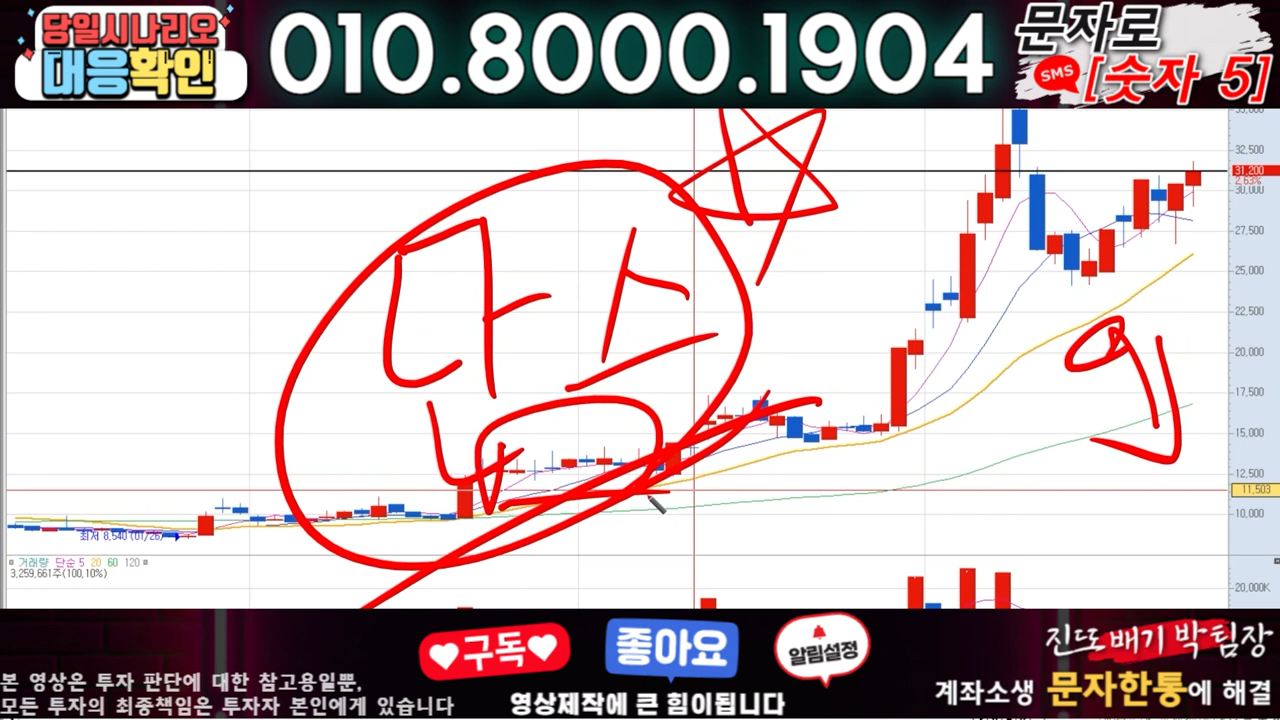 당일시나리오
대응확인
010.8000.1904
문자로
SMS
[숫자 5]
32,500
31,200
2.63%
30,000
27,500
25,000
22,500
20,000
17,500
15,000
12,500
11,503
10,000
최저 8,540 (01/26)
거래량 단순 5 20 60 120
3,259,661주(100,10%)
20,000K
나스
구독
좋아요
알림설정
진또배기 박팀장
본 영상은 투자 판단에 대한 참고용일뿐,
모든 투자의 최종책임은 투자자 본인에게 있습니다
영상제작에 큰 힘이됩니다
계좌소생 문자한통에 해결